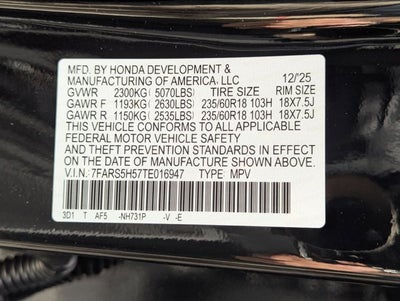 MFD. BY HONDA DEVELOPMENT &
MANUFACTURING OF AMERICA, LLC 12/'25
GVWR 2300KG ( 5070LBS) TIRE SIZE RIM SIZE
GAWR F 1193KG ( 2630LBS) 235/60R18 103H 18X7.5J
GAWR R 1150KG ( 2535LBS) 235/60R18 103H 18X7.5J
THIS VEHICLE CONFORMS TO ALL APPLICABLE
FEDERAL MOTOR VEHICLE SAFETY
AND THEFT PREVENTION STANDARDS IN EFFECT ON
THE DATE OF MANUFACTURE SHOWN ABOVE.
V.I.N.: 7FARS5H57TE016947 TYPE: MPV
3D1 T AF5 -NH731P -V -E